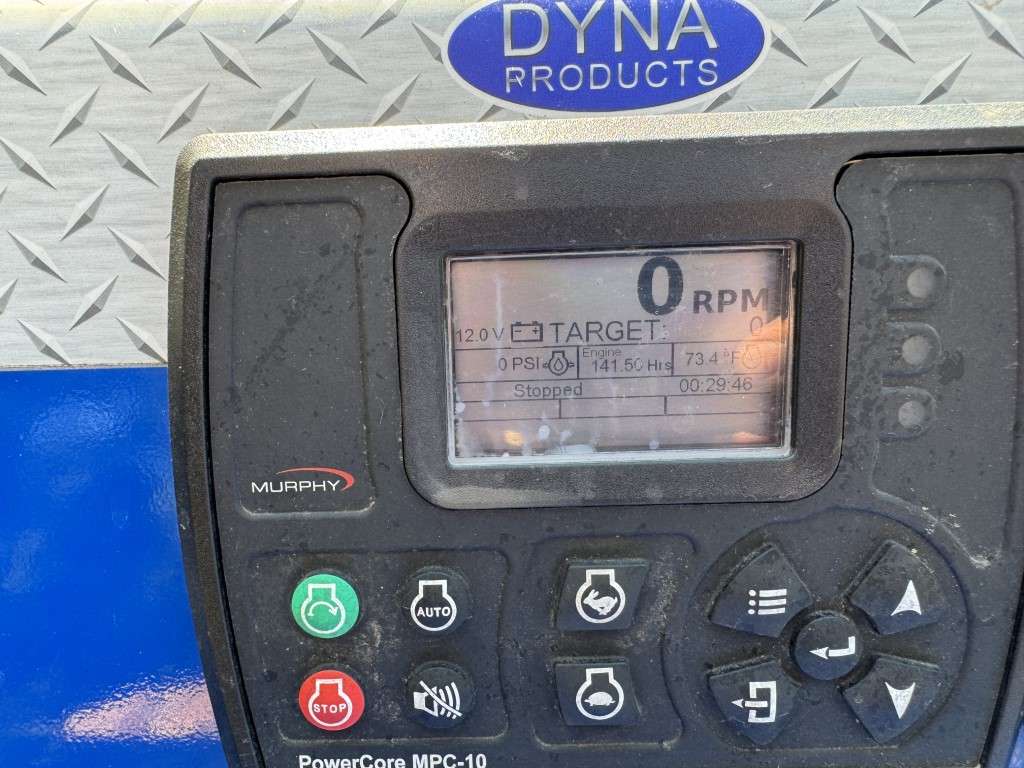 DYNA
PRODUCTS
0 RPM
12.0 V TARGET: 0
0 PSI Engine 141.50 Hrs 73.4 °F
Stopped 00:29:46
MURPHY
AUTO
STOP
PowerCore MPC-10